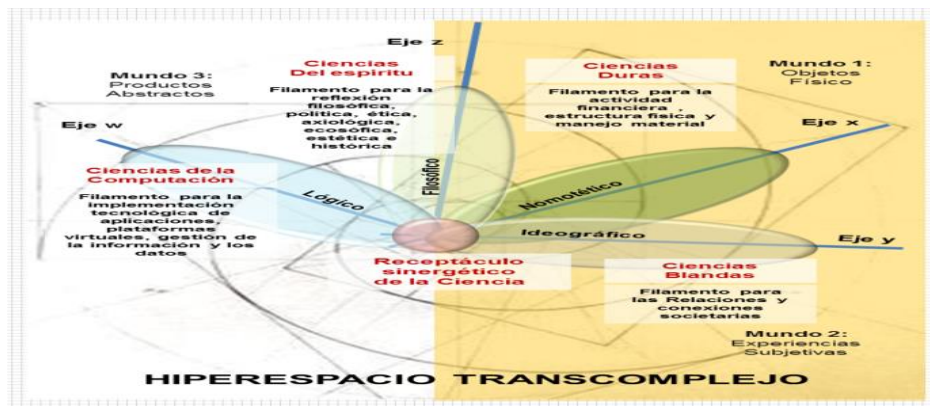 Eje z
Ciencias
Del espiritu
Filamento para la
reflexión
filosófica,
política, ética,
axiológica,
ecosófica,
estética e
histórica
Mundo 3:
Productos
Abstractos
Eje w
Ciencias de la
Computación
Filamento para la
implementación
tecnológica de
aplicaciones,
plataformas
virtuales, gestión de
la información y los
datos
Lógico
Filosófico
Ciencias
Duras
Filamento para la
actividad
financiera ,
estructura física y
manejo material
Mundo 1:
Objetos
Físico
Eje x
Nomotético
Ideográfico
Eje y
Receptáculo
sinergético
de la Ciencia
Ciencias
Blandas
Filamento para
las Relaciones y
conexiones
societarias
Mundo 2:
Experiencias
Subjetivas
HIPERESPACIO TRANSCOMPLEJO